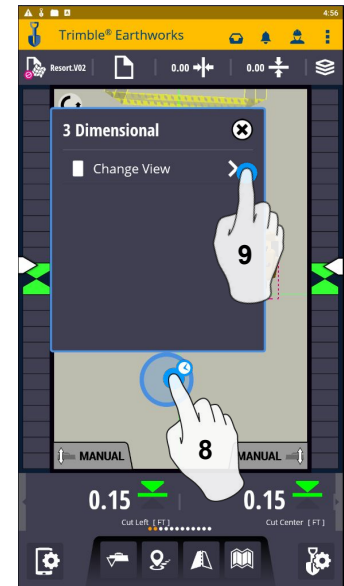 4:56
Trimble® Earthworks
Resort.V02 0.00 0.00
3 Dimensional
Change View
9
8
MANUAL MANUAL
0.15 0.15
Cut Left [FT] Cut Center [FT]